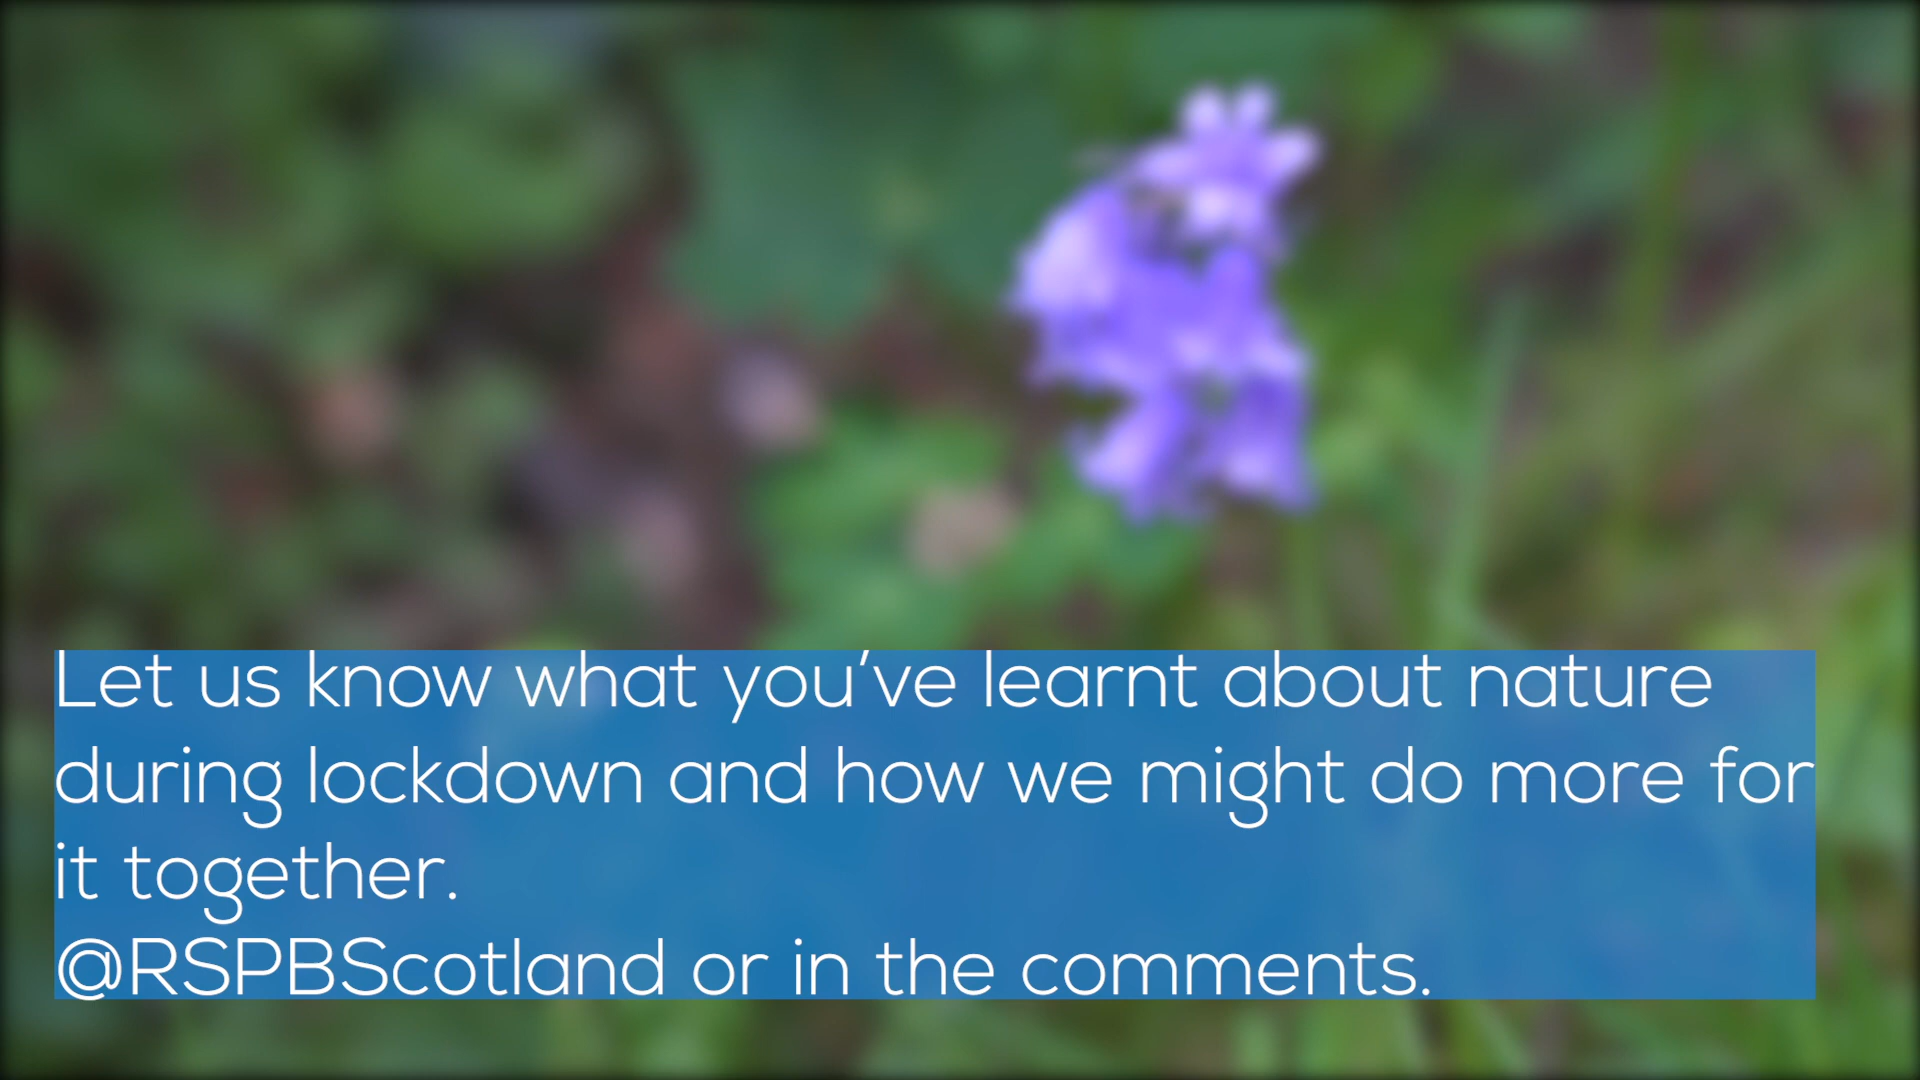 Let us know what you’ve learnt about nature
during lockdown and how we might do more for
it together.
@RSPBScotland or in the comments.